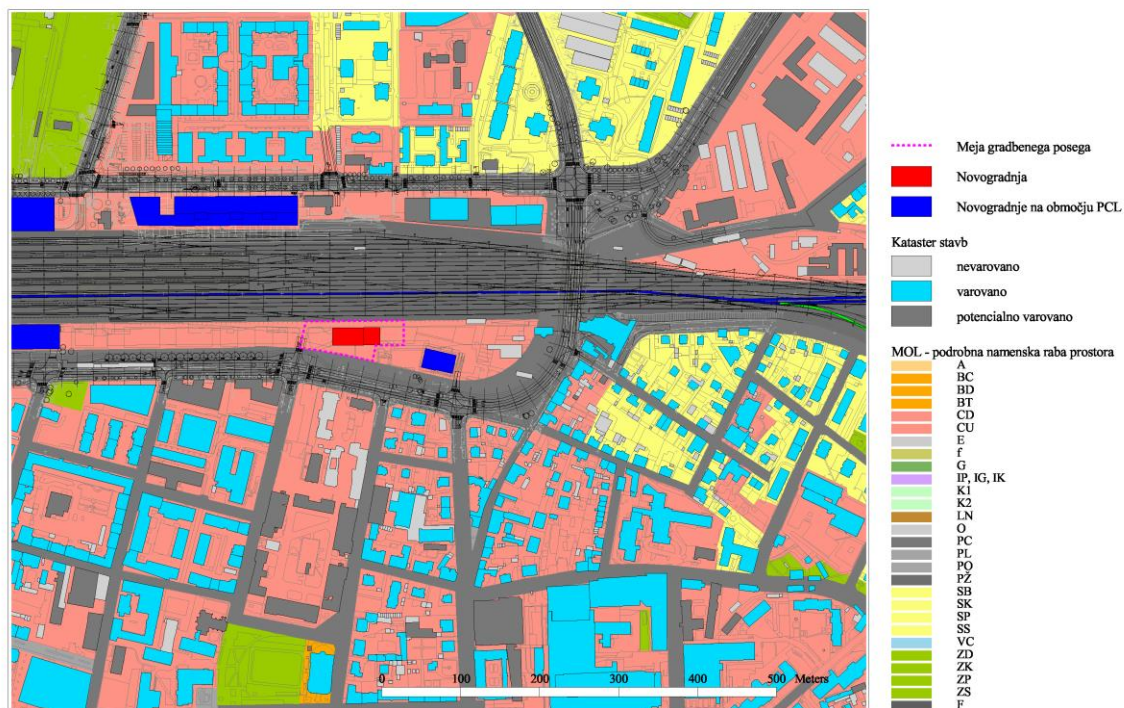 Meja gradbenega posega
Novogradnja
Novogradnje na območju PCL
Kataster stavb
nevarovano
varovano
potencialno varovano
MOL - podrobna namenska raba prostora
A
BC
BD
BT
CD
CU
E
f
G
IP, IG, IK
K1
K2
LN
O
PC
PL
PO
PŽ
SB
SK
SP
SS
VC
ZD
ZK
ZP
ZS
F
0 100 200 300 400 500 Meters